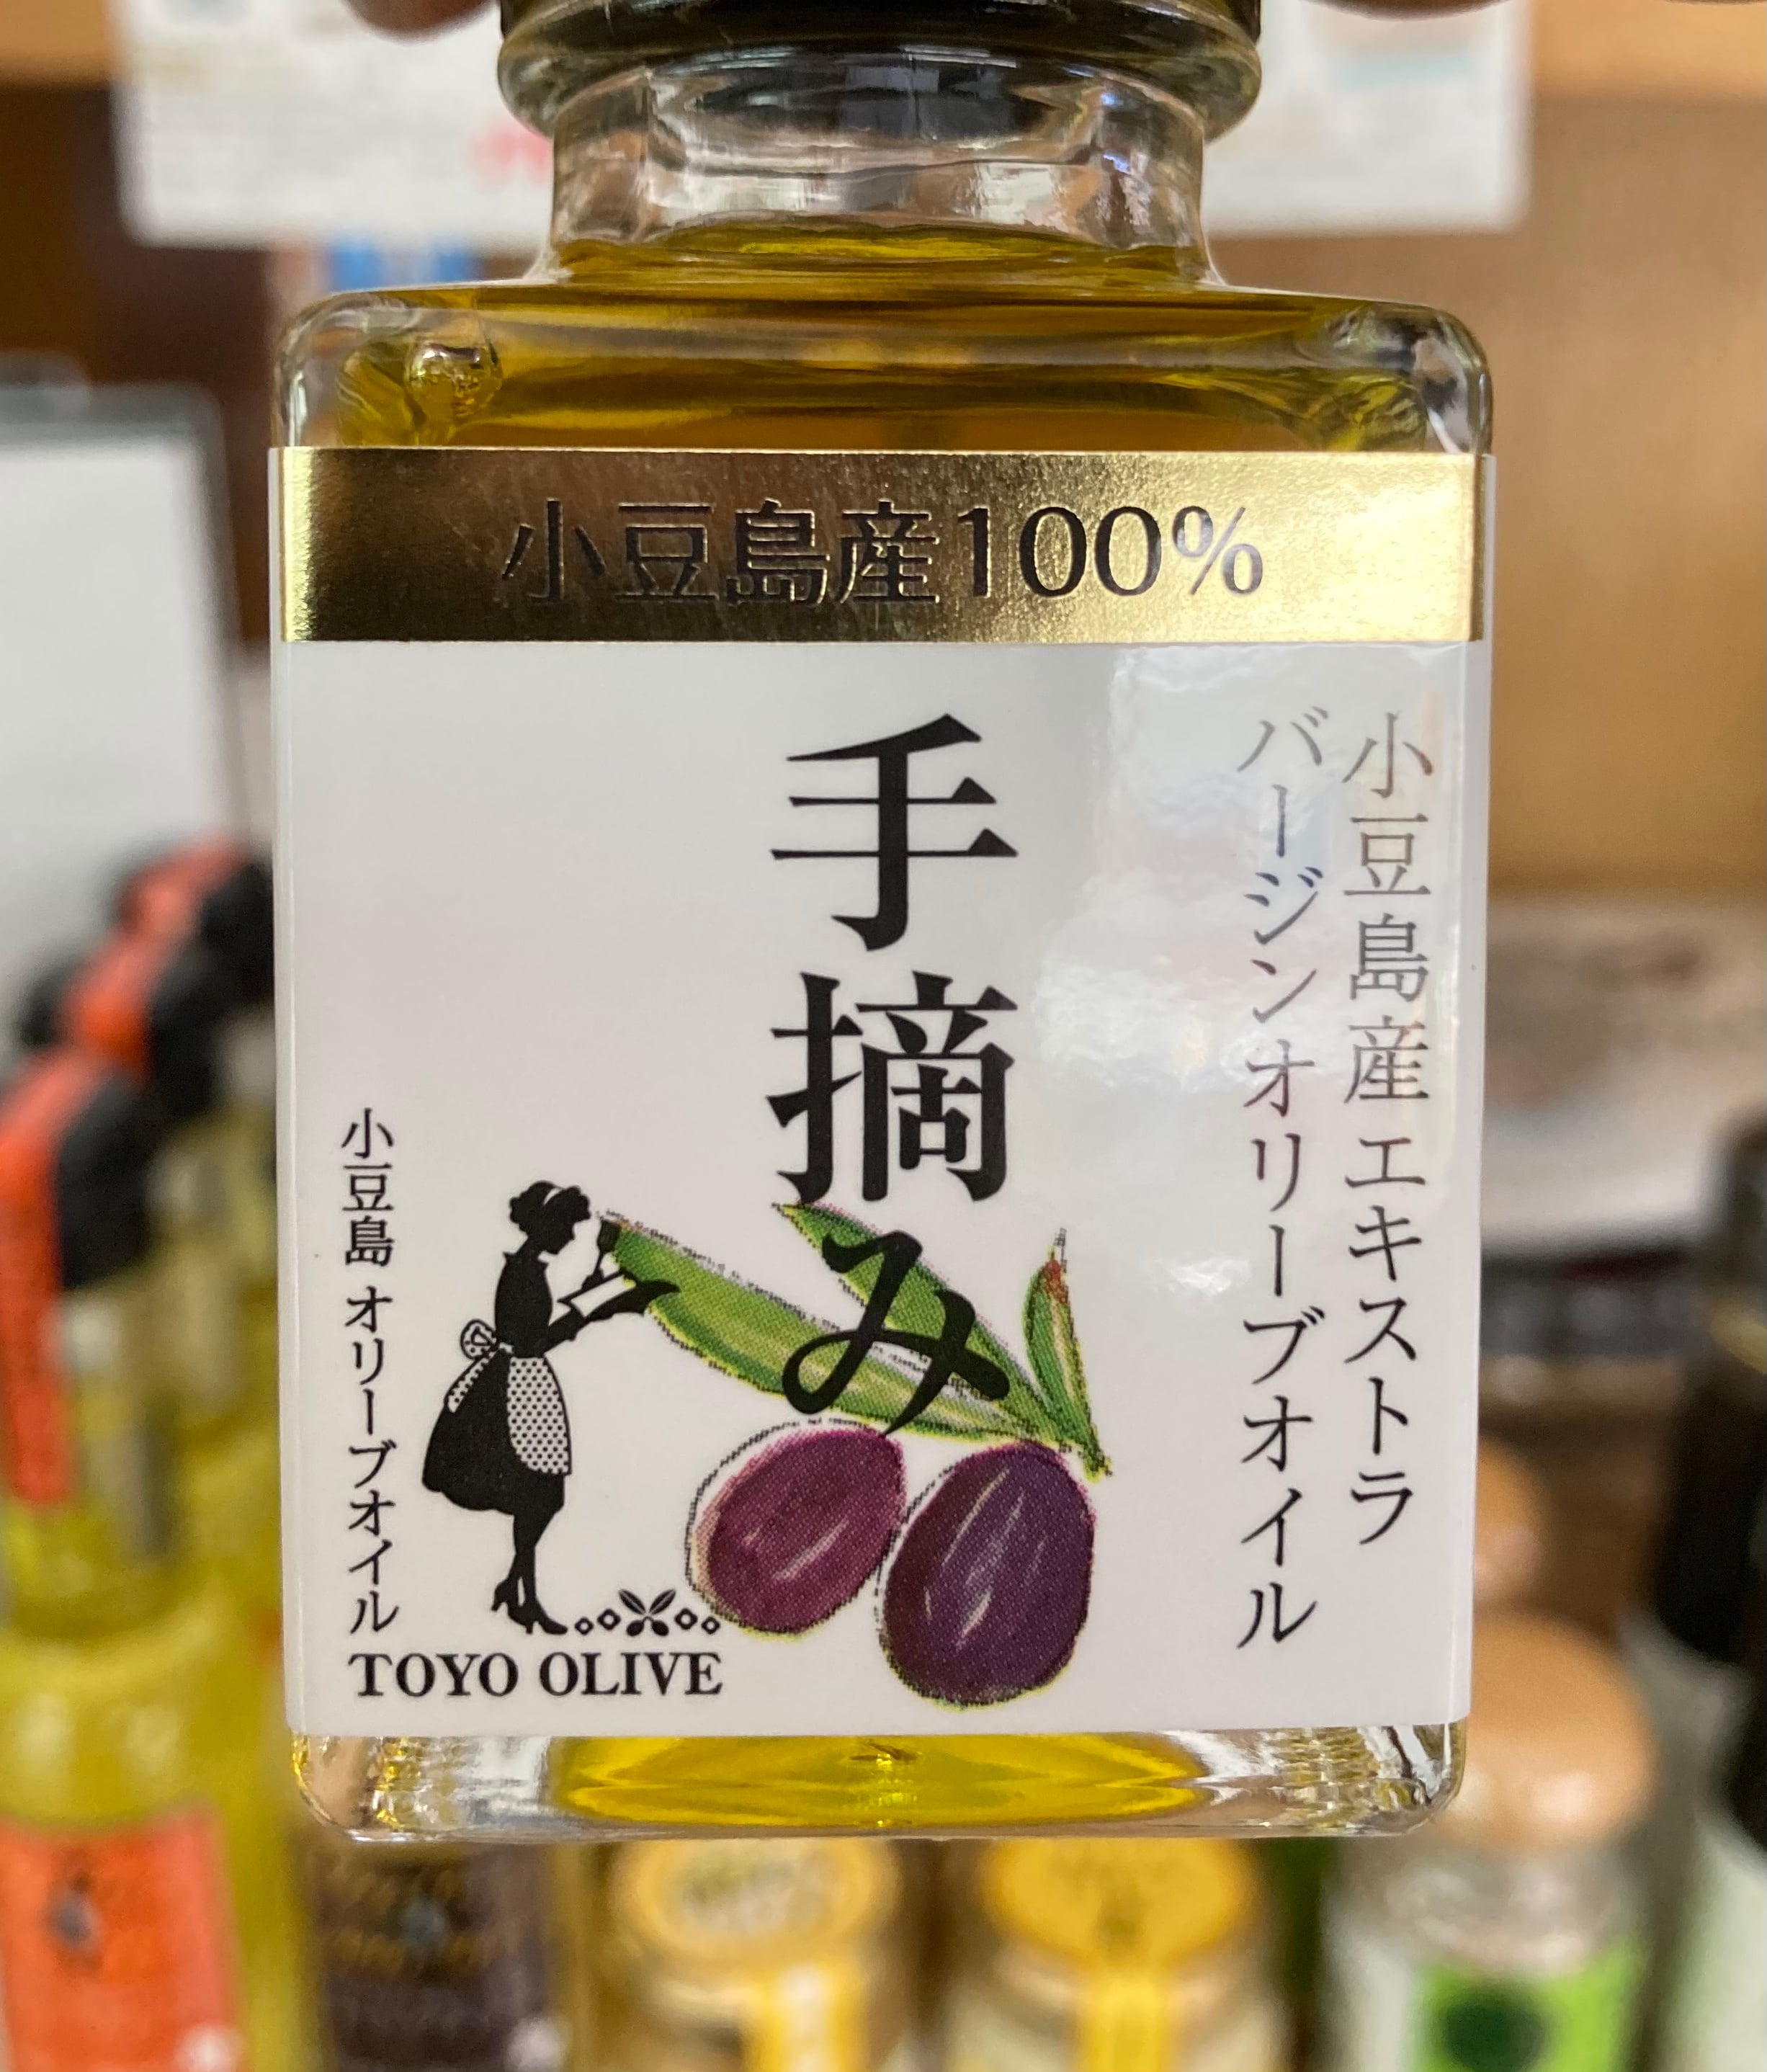 小豆島産100%
小豆島産 エキストラ
バージンオリーブオイル
手摘み
小豆島 オリーブオイル
TOYO OLIVE